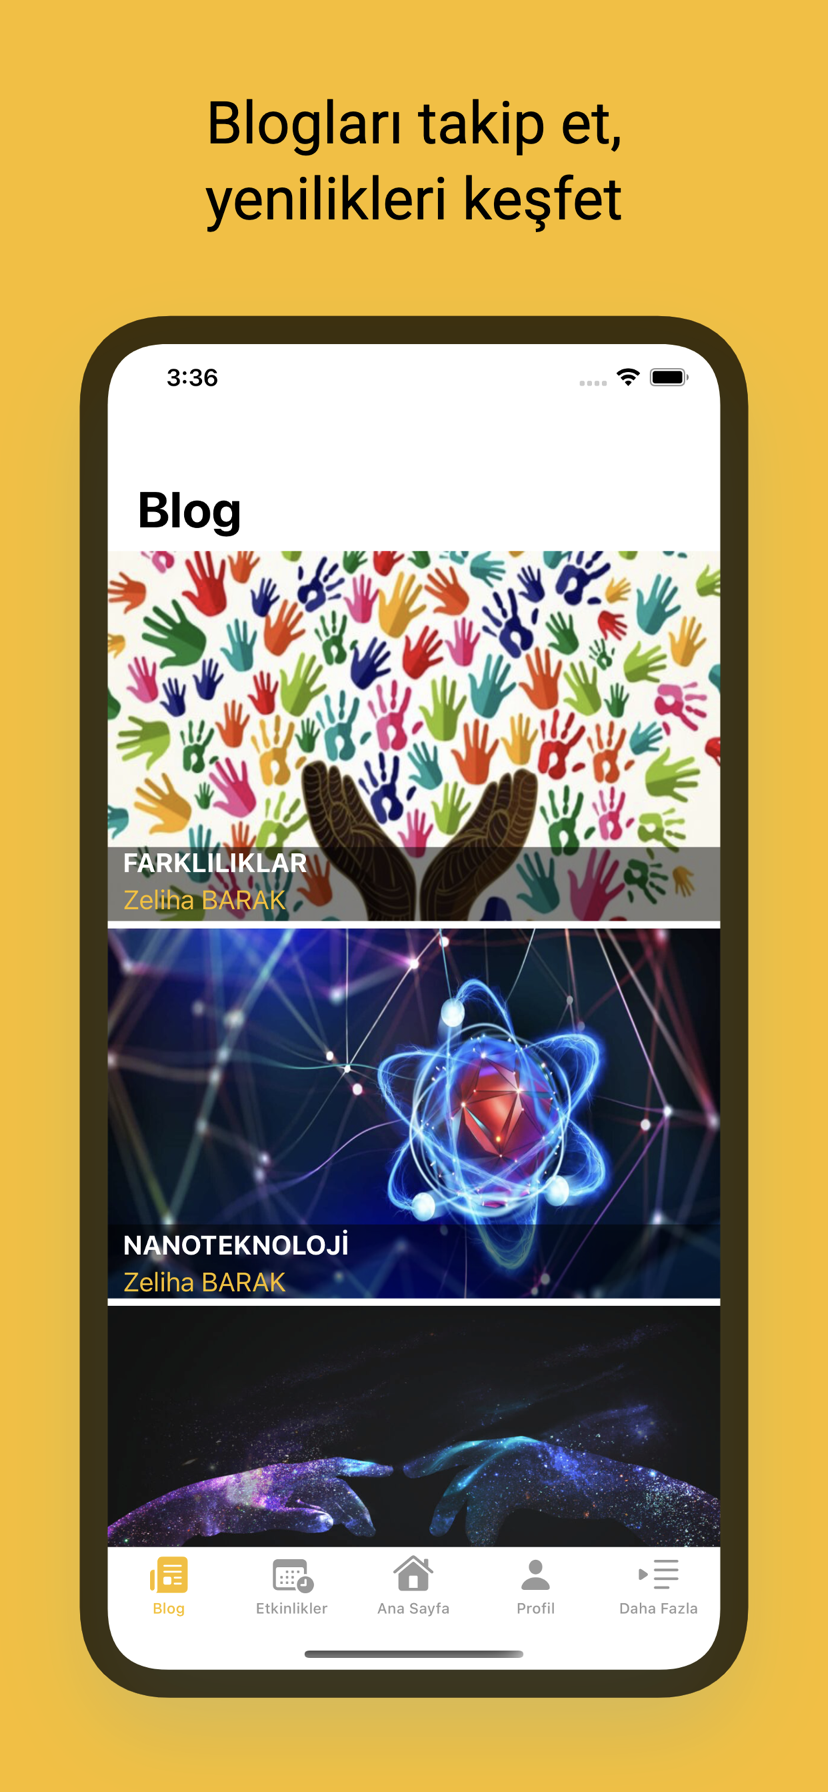 Blogları takip et,
yenilikleri keşfet
3:36
Blog
FARKLILIKLAR
Zeliha BARAK
NANOTEKNOLOJİ
Zeliha BARAK
Blog
Etkinlikler
Ana Sayfa
Profil
Daha Fazla